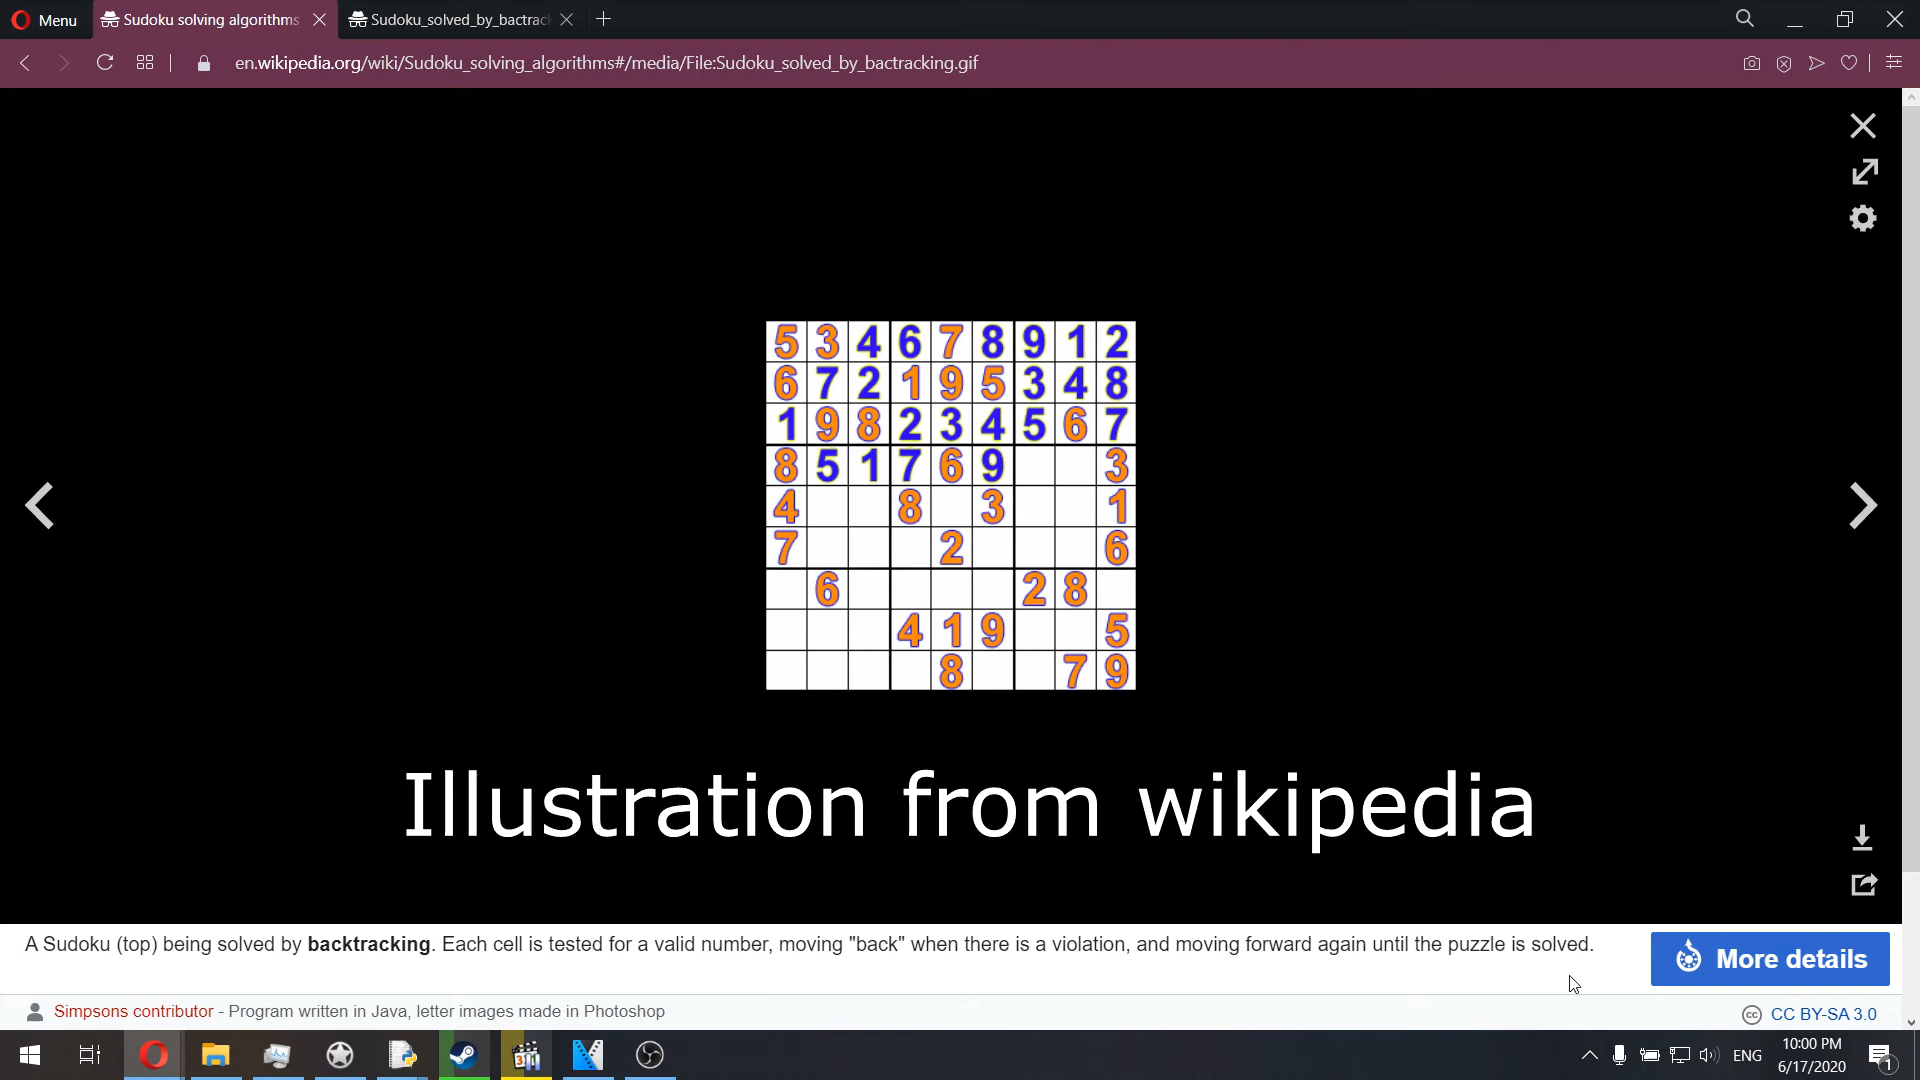 Menu
Sudoku solving algorithms
Sudoku_solved_by_bactrac
en.wikipedia.org/wiki/Sudoku_solving_algorithms#/media/File:Sudoku_solved_by_bactracking.gif
5 3 4 6 7 8 9 1 2
6 7 2 1 9 5 3 4 8
1 9 8 2 3 4 5 6 7
8 5 1 7 6 9 3
4 8 3 1
7 2 6
6 2 8
4 1 9 5
8 7 9
Illustration from wikipedia
A Sudoku (top) being solved by backtracking. Each cell is tested for a valid number, moving "back" when there is a violation, and moving forward again until the puzzle is solved.
More details
Simpsons contributor - Program written in Java, letter images made in Photoshop
CC BY-SA 3.0
ENG
10:00 PM
6/17/2020
1